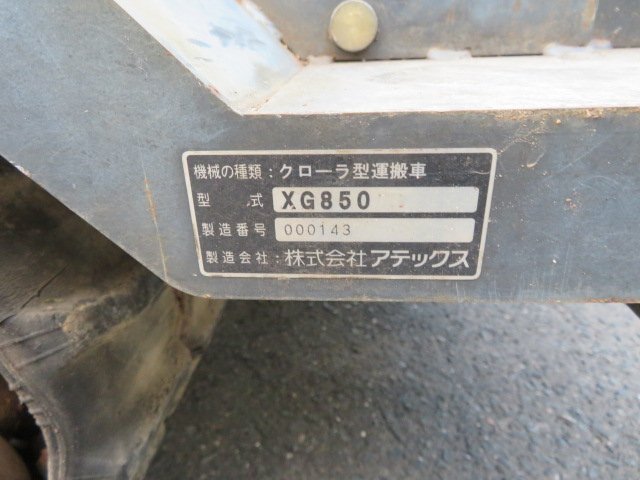 機械の種類：クローラ型運搬車
型 式 XG850
製造番号 000143
製造会社：株式会社アテックス